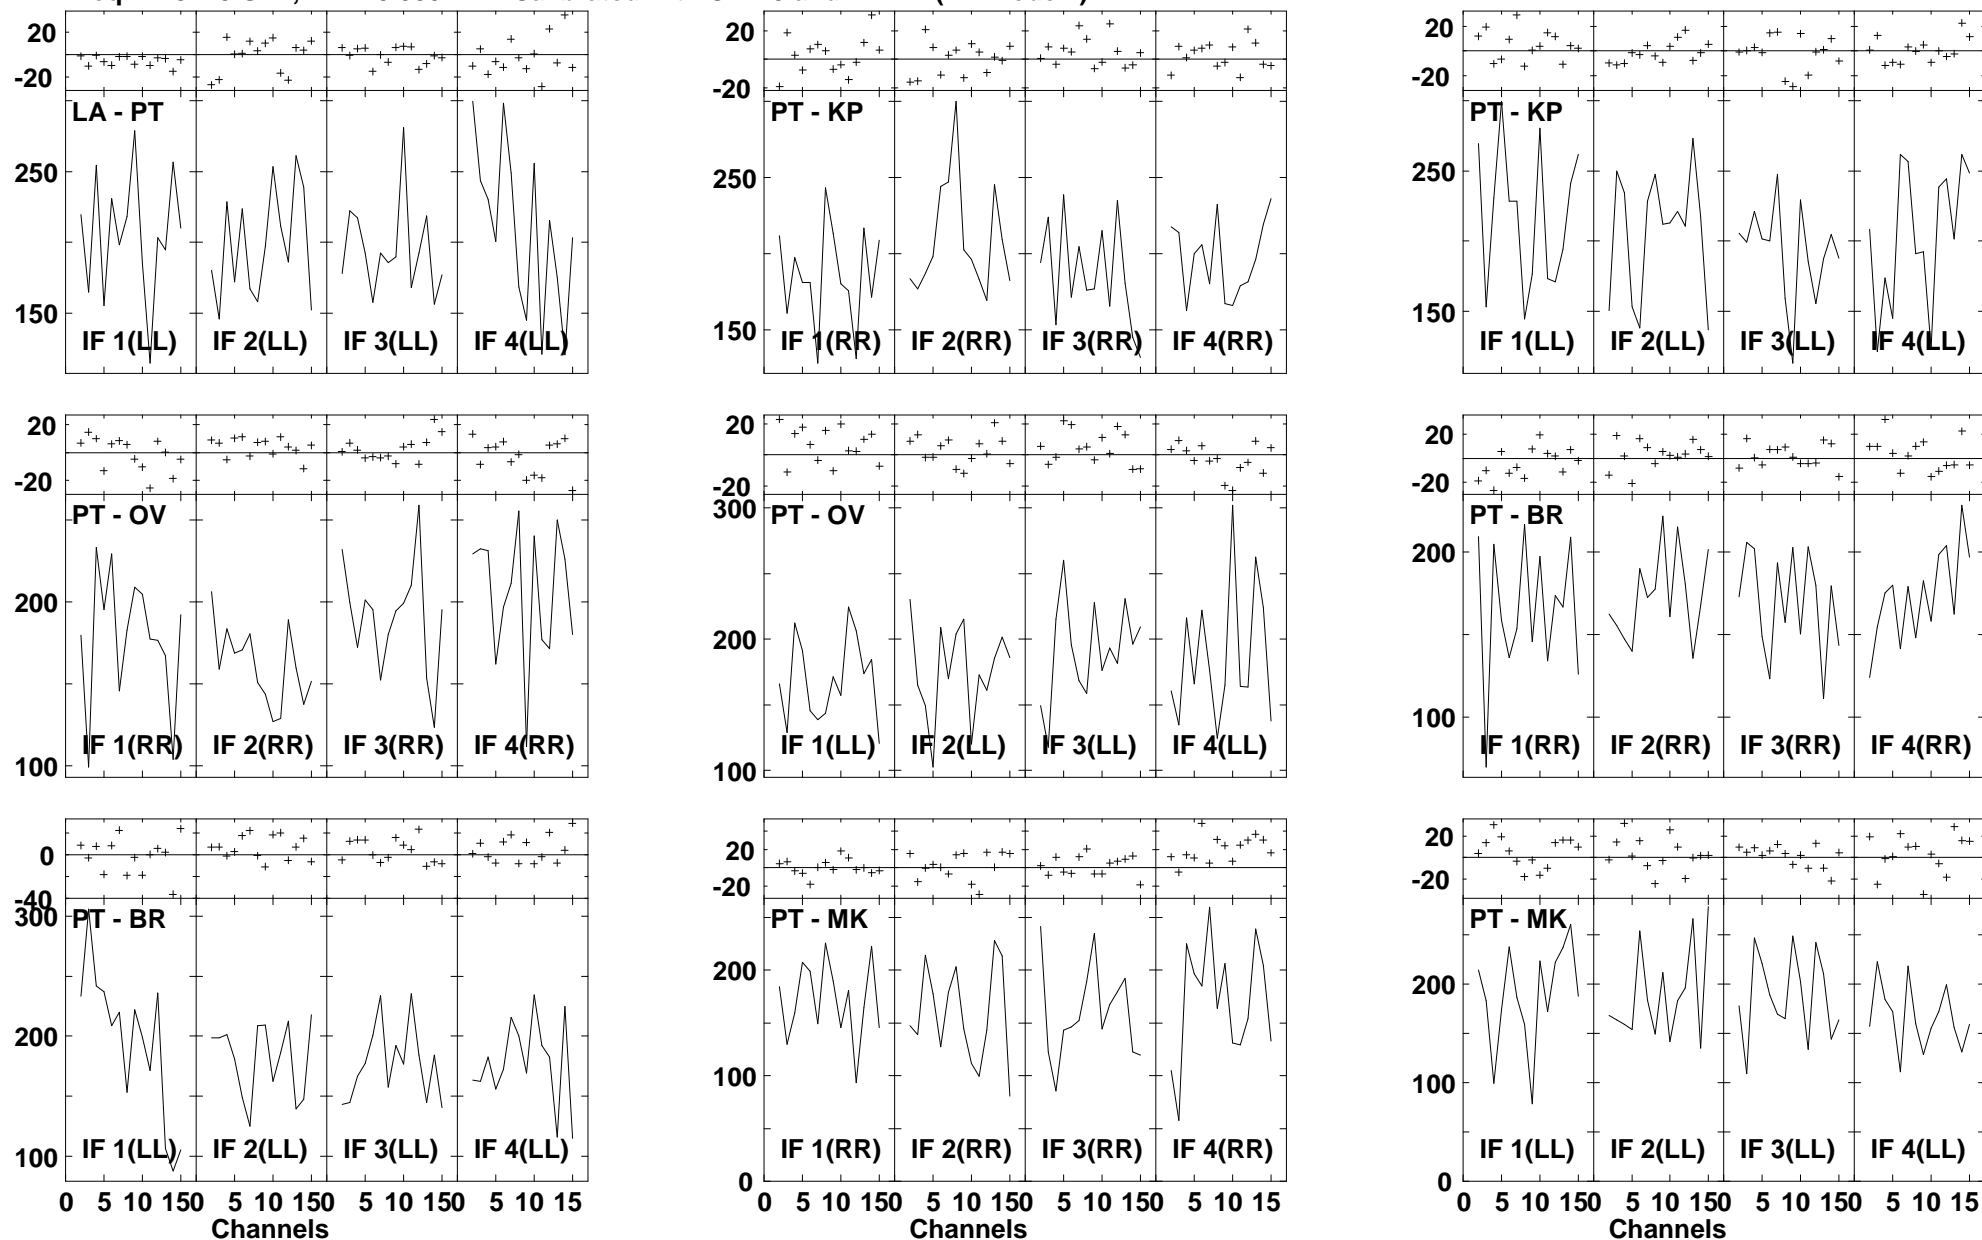 20 20 20
-20 -20 -20
LA - PT PT - KP PT - KP
250 250 250
150 150 150
IF 1(LL) IF 2(LL) IF 3(LL) IF 4(LL) IF 1(RR) IF 2(RR) IF 3(RR) IF 4(RR) IF 1(LL) IF 2(LL) IF 3(LL) IF 4(LL)
20 20 20
-20 -20 -20
PT - OV 300 PT - OV PT - BR
200 200 200
100 100 100
IF 1(RR) IF 2(RR) IF 3(RR) IF 4(RR) IF 1(LL) IF 2(LL) IF 3(LL) IF 4(LL) IF 1(RR) IF 2(RR) IF 3(RR) IF 4(RR)
0 20 20
-40 -20 -20
300 PT - BR PT - MK PT - MK
200 200 200
100 100 100
IF 1(LL) IF 2(LL) IF 3(LL) IF 4(LL) IF 1(RR) IF 2(RR) IF 3(RR) IF 4(RR) IF 1(LL) IF 2(LL) IF 3(LL) IF 4(LL)
0 0
0 5 10 150 5 10 150 5 10 150 5 10 15 0 5 10 150 5 10 150 5 10 150 5 10 15 0 5 10 150 5 10 150 5 10 150 5 10 15
Channels Channels Channels